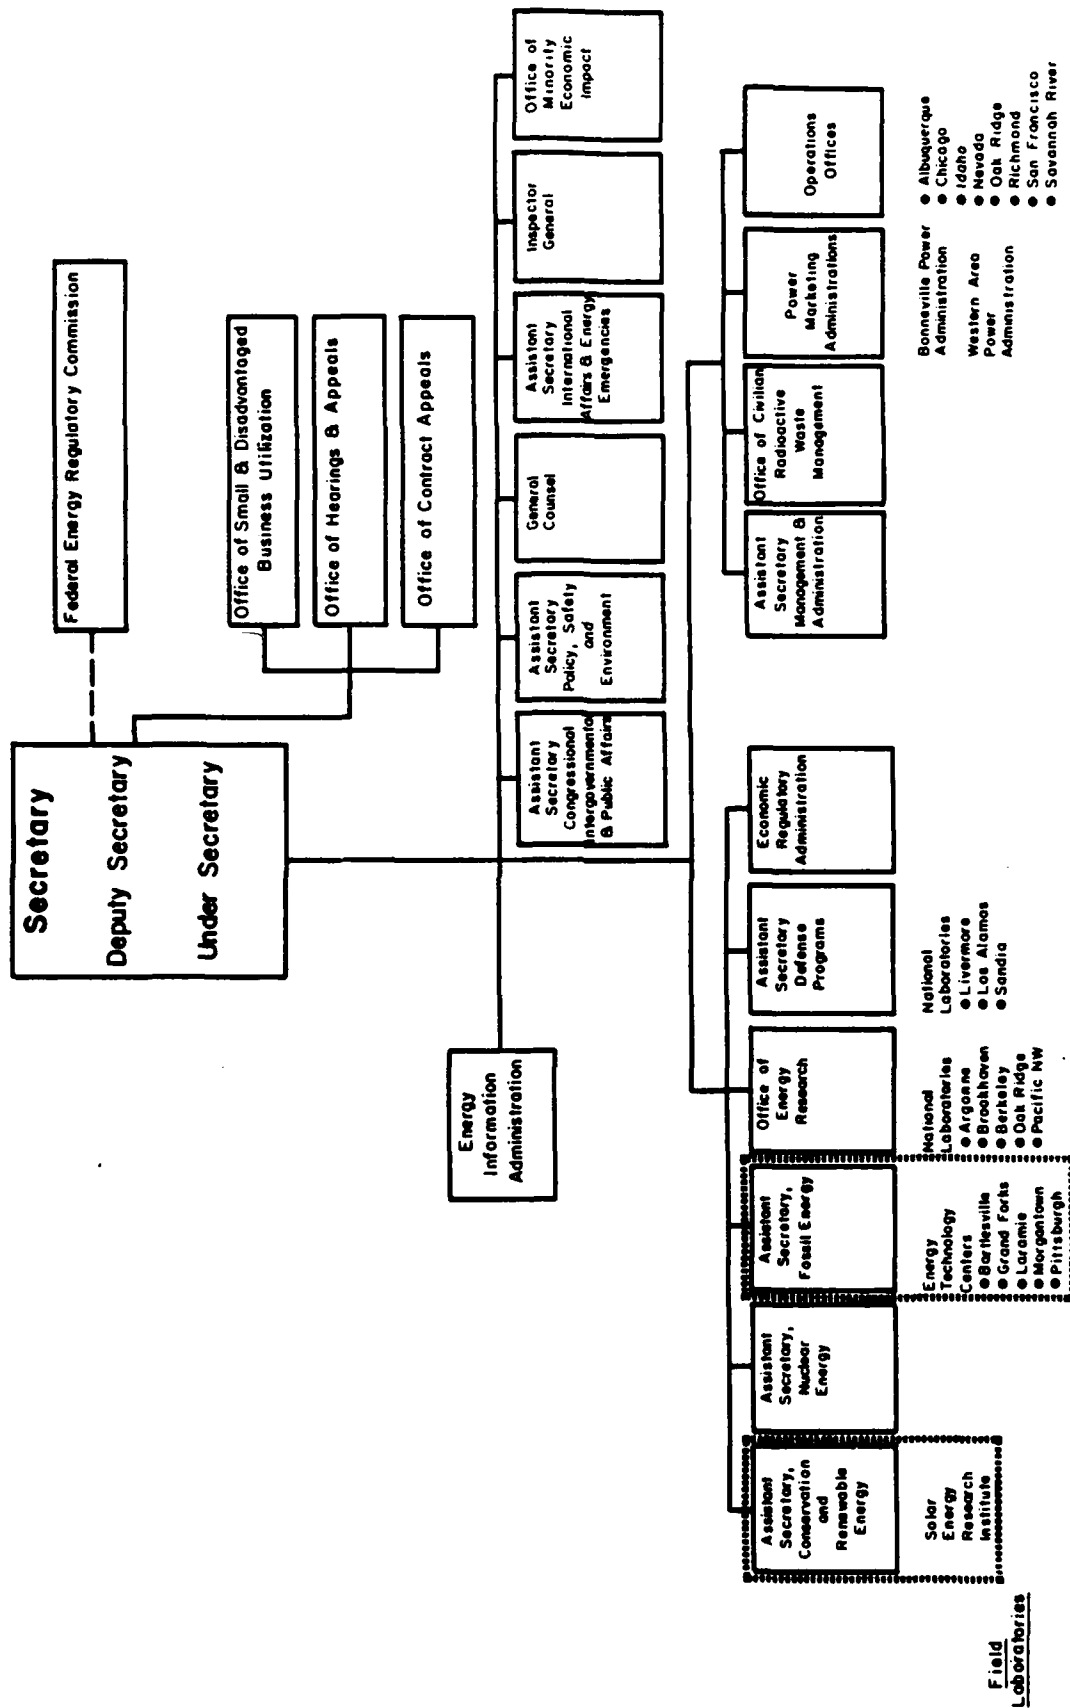 Secretary
Deputy Secretary
Under Secretary
Federal Energy Regulatory Commission
Office of Small & Disadvantaged
Business Utilization
Office of Hearings & Appeals
Office of Contract Appeals
Energy
Information
Administration
Assistant
Secretary
Congressional
Intergovernmental
& Public Affairs
Assistant
Secretary
Policy, Safety
and
Environment
General
Counsel
Assistant
Secretary
International
Affairs & Energy
Emergencies
Inspector
General
Office of
Minority
Economic
Impact
Assistant
Secretary,
Conservation
and
Renewable
Energy
Assistant
Secretary,
Nuclear
Energy
Assistant
Secretary,
Fossil Energy
Office of
Energy
Research
Assistant
Secretary
Defense
Programs
Economic
Regulatory
Administration
Assistant
Secretary
Management &
Administration
Office of Civilian
Radioactive
Waste
Management
Power
Marketing
Administrations
Operations
Offices
Field
Laboratories
Solar
Energy
Research
Institute
Energy
Technology
Centers
● Bartlesville
● Grand Forks
● Laramie
● Morgantown
● Pittsburgh
National
Laboratories
● Argonne
● Brookhaven
● Berkeley
● Oak Ridge
● Pacific NW
National
Laboratories
● Livermore
● Los Alamos
● Sandia
Bonneville Power
Administration
Western Area
Power
Administration
● Albuquerque
● Chicago
● Idaho
● Nevada
● Oak Ridge
● Richmond
● San Francisco
● Savannah River